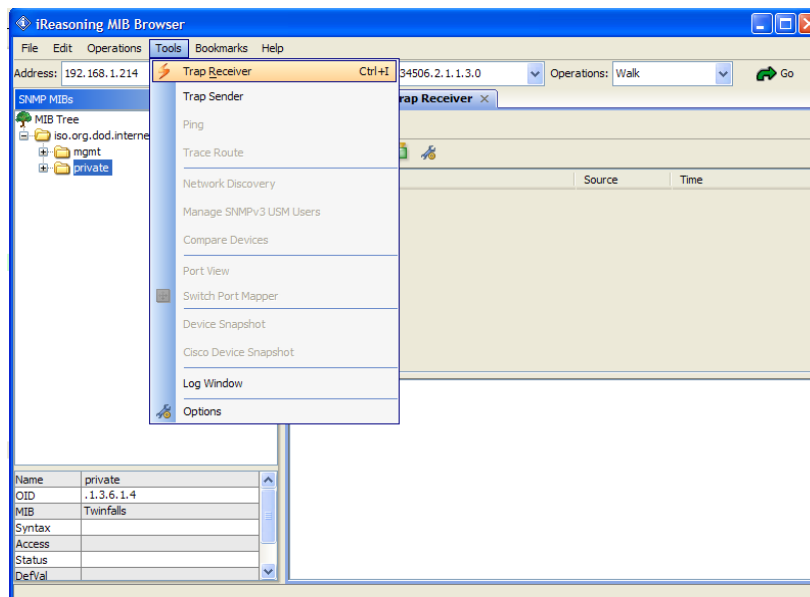 iReasoning MIB Browser
File Edit Operations Tools Bookmarks Help
Address: 192.168.1.214 34506.2.1.1.3.0 Operations: Walk Go
SNMP MIBs
MIB Tree
iso.org.dod.interne
mgmt
private
Trap Receiver Ctrl+I
Trap Sender
Ping
Trace Route
Network Discovery
Manage SNMPv3 USM Users
Compare Devices
Port View
Switch Port Mapper
Device Snapshot
Cisco Device Snapshot
Log Window
Options
rap Receiver
Source Time
Name private
OID .1.3.6.1.4
MIB Twinfalls
Syntax
Access
Status
DefVal